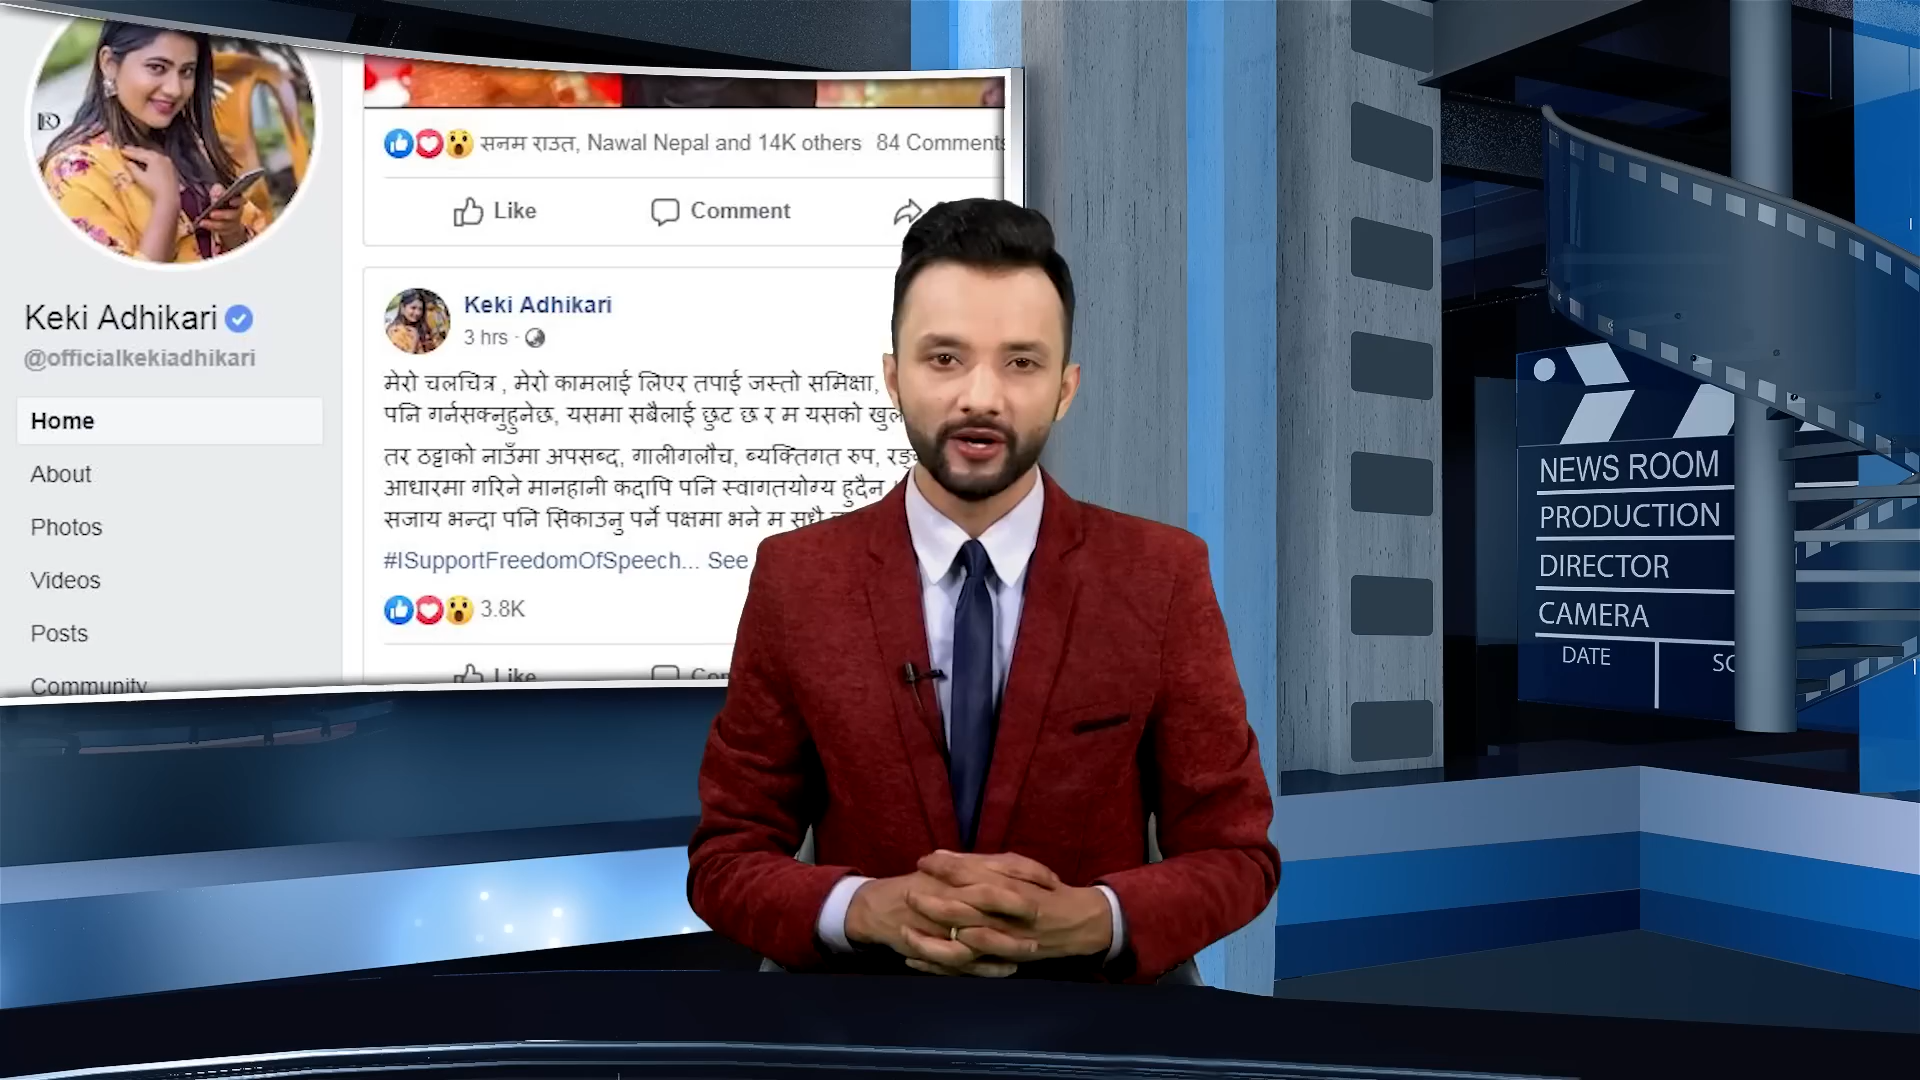 सनम राउत, Nawal Nepal and 14K others 84 Comments
Like Comment
Keki Adhikari
@officialkekiadhikari
Home
About
Photos
Videos
Posts
Community
Keki Adhikari
3 hrs ·
मेरो चलचित्र , मेरो कामलाई लिएर तपाई जस्तो समिक्षा,
पनि गर्नसक्नुहुनेछ, यसमा सबैलाई छुट छ र म यसको
तर ठट्टाको नाउँमा अपसब्द, गालीगलौच, ब्यक्तिगत रुप,
आधारमा गरिने मानहानी कदापि पनि स्वागतयोग्य हुदैन
सजाय भन्दा पनि सिकाउनु पर्ने पक्षमा भने म सधै
#ISupportFreedomOfSpeech... See
3.8K
Like
NEWS ROOM
PRODUCTION
DIRECTOR
CAMERA
DATE